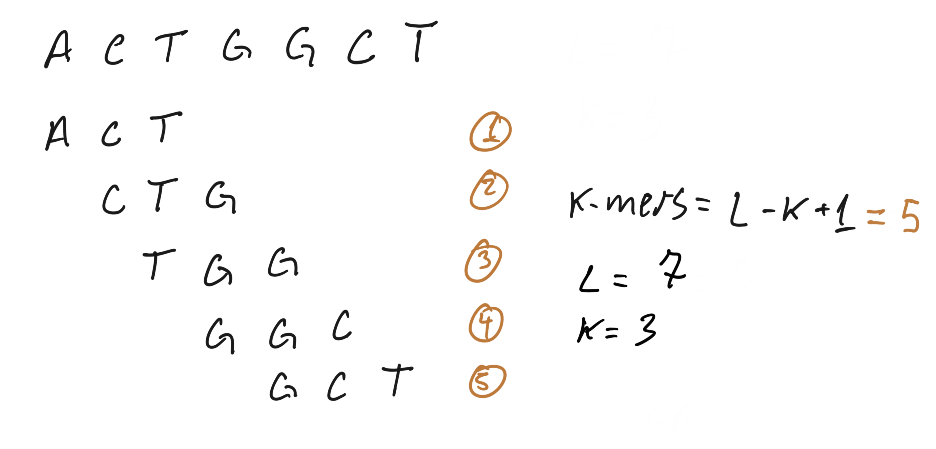 A C T G G C T
A C T ①
C T G ②
T G G ③
G G C ④
G C T ⑤
K-mers = L - K + 1 = 5
L = 7
K = 3